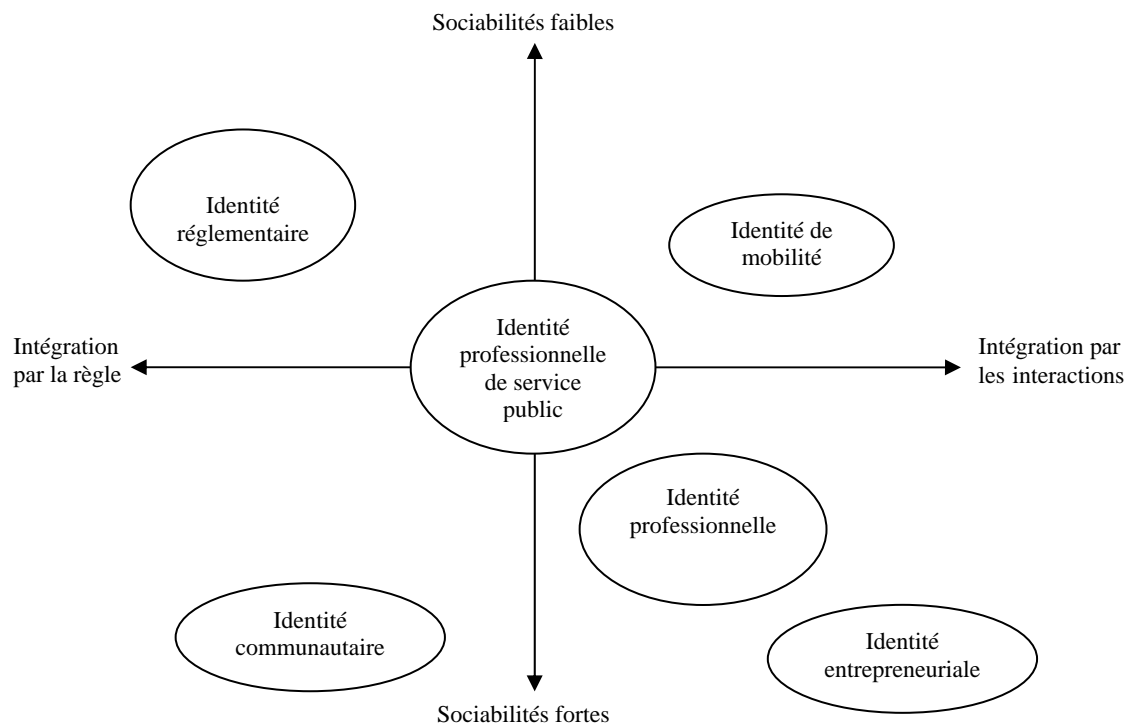 Sociabilités faibles
Identité
réglementaire
Identité de
mobilité
Intégration
par la règle
Identité
professionnelle
de service
public
Intégration par
les interactions
Identité
professionnelle
Identité
communautaire
Identité
entrepreneuriale
Sociabilités fortes